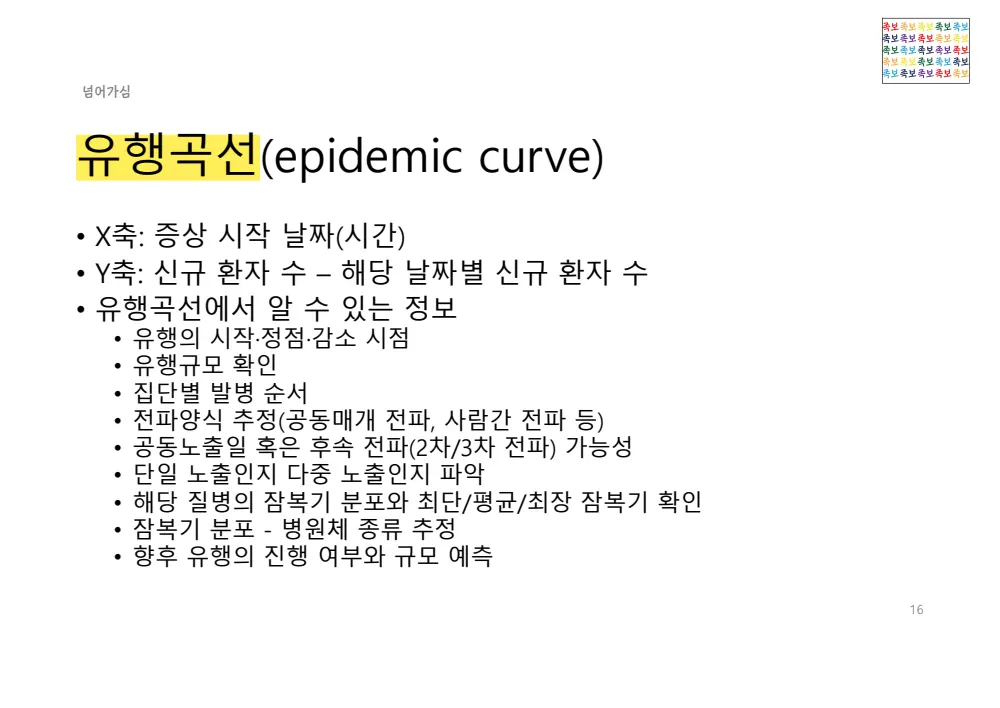 족보족보족보족보족보
족보족보족보족보족보
족보족보족보족보족보
족보족보족보족보족보
족보족보족보족보족보
넘어가심
유행곡선(epidemic curve)
• X축: 증상 시작 날짜(시간)
• Y축: 신규 환자 수 – 해당 날짜별 신규 환자 수
• 유행곡선에서 알 수 있는 정보
• 유행의 시작·정점·감소 시점
• 유행규모 확인
• 집단별 발병 순서
• 전파양식 추정(공동매개 전파, 사람간 전파 등)
• 공동노출일 혹은 후속 전파(2차/3차 전파) 가능성
• 단일 노출인지 다중 노출인지 파악
• 해당 질병의 잠복기 분포와 최단/평균/최장 잠복기 확인
• 잠복기 분포 - 병원체 종류 추정
• 향후 유행의 진행 여부와 규모 예측
16